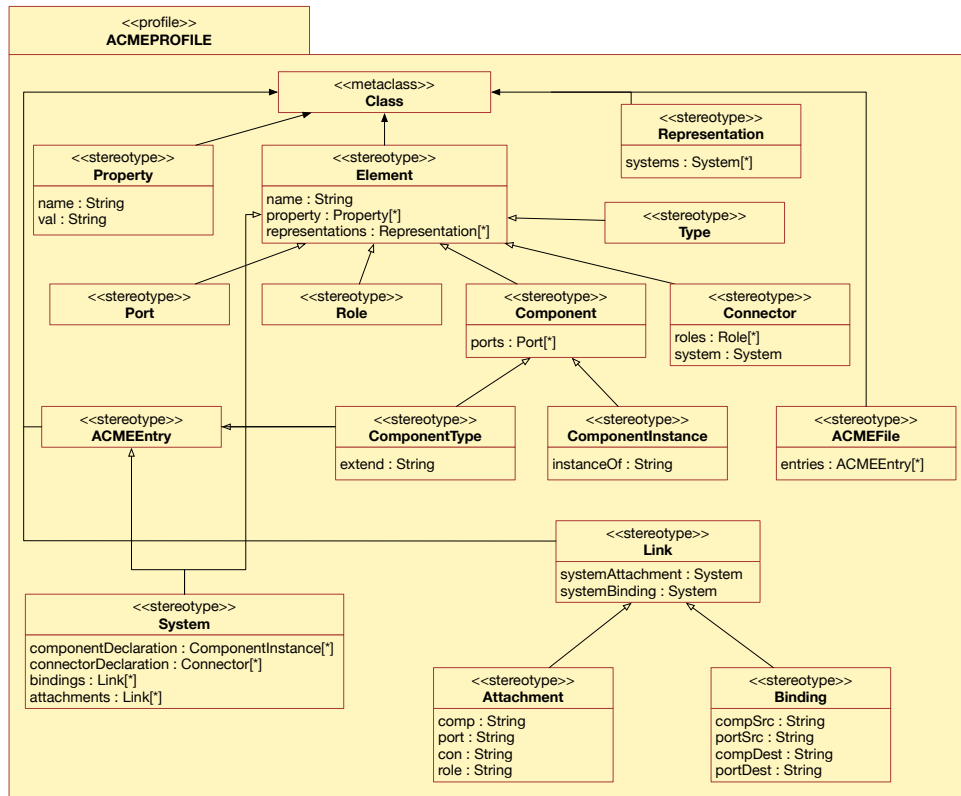 <<profile>>
ACMEPROFILE
<<metaclass>>
Class
<<stereotype>>
Representation
systems : System[*]
<<stereotype>>
Property
name : String
val : String
<<stereotype>>
Element
name : String
property : Property[*]
representations : Representation[*]
<<stereotype>>
Type
<<stereotype>>
Port
<<stereotype>>
Role
<<stereotype>>
Component
ports : Port[*]
<<stereotype>>
Connector
roles : Role[*]
system : System
<<stereotype>>
ACMEEntry
<<stereotype>>
ComponentType
extend : String
<<stereotype>>
ComponentInstance
instanceOf : String
<<stereotype>>
ACMEFile
entries : ACMEEntry[*]
<<stereotype>>
Link
systemAttachment : System
systemBinding : System
<<stereotype>>
System
componentDeclaration : ComponentInstance[*]
connectorDeclaration : Connector[*]
bindings : Link[*]
attachments : Link[*]
<<stereotype>>
Attachment
comp : String
port : String
con : String
role : String
<<stereotype>>
Binding
compSrc : String
portSrc : String
compDest : String
portDest : String